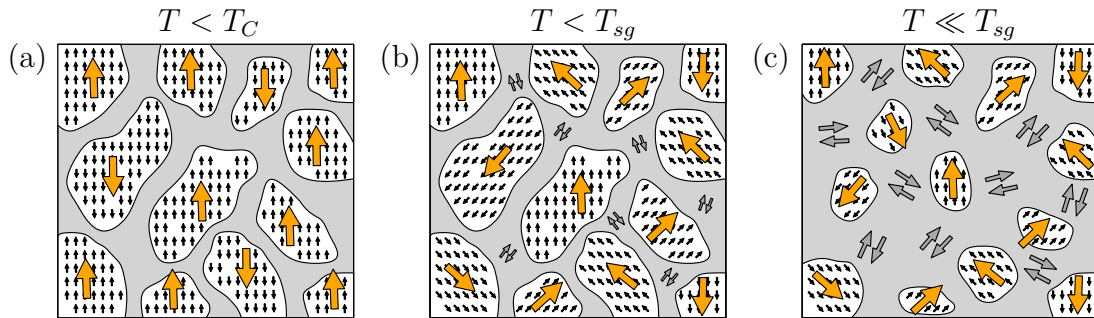 T < T_C T < T_sg T ≪ T_sg
(a) (b) (c)